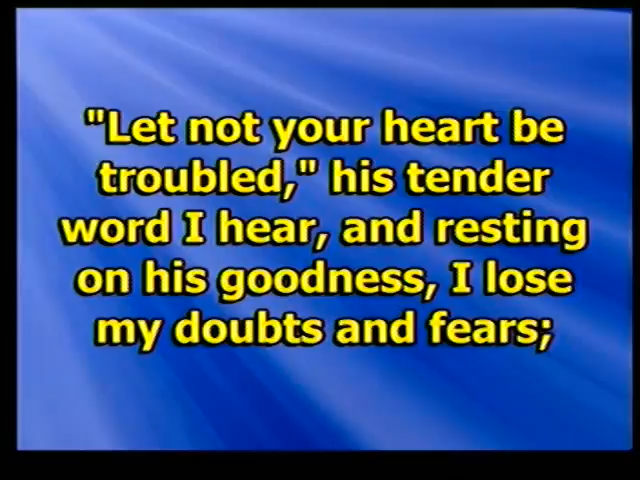 "Let not your heart be
troubled," his tender
word I hear, and resting
on his goodness, I lose
my doubts and fears;